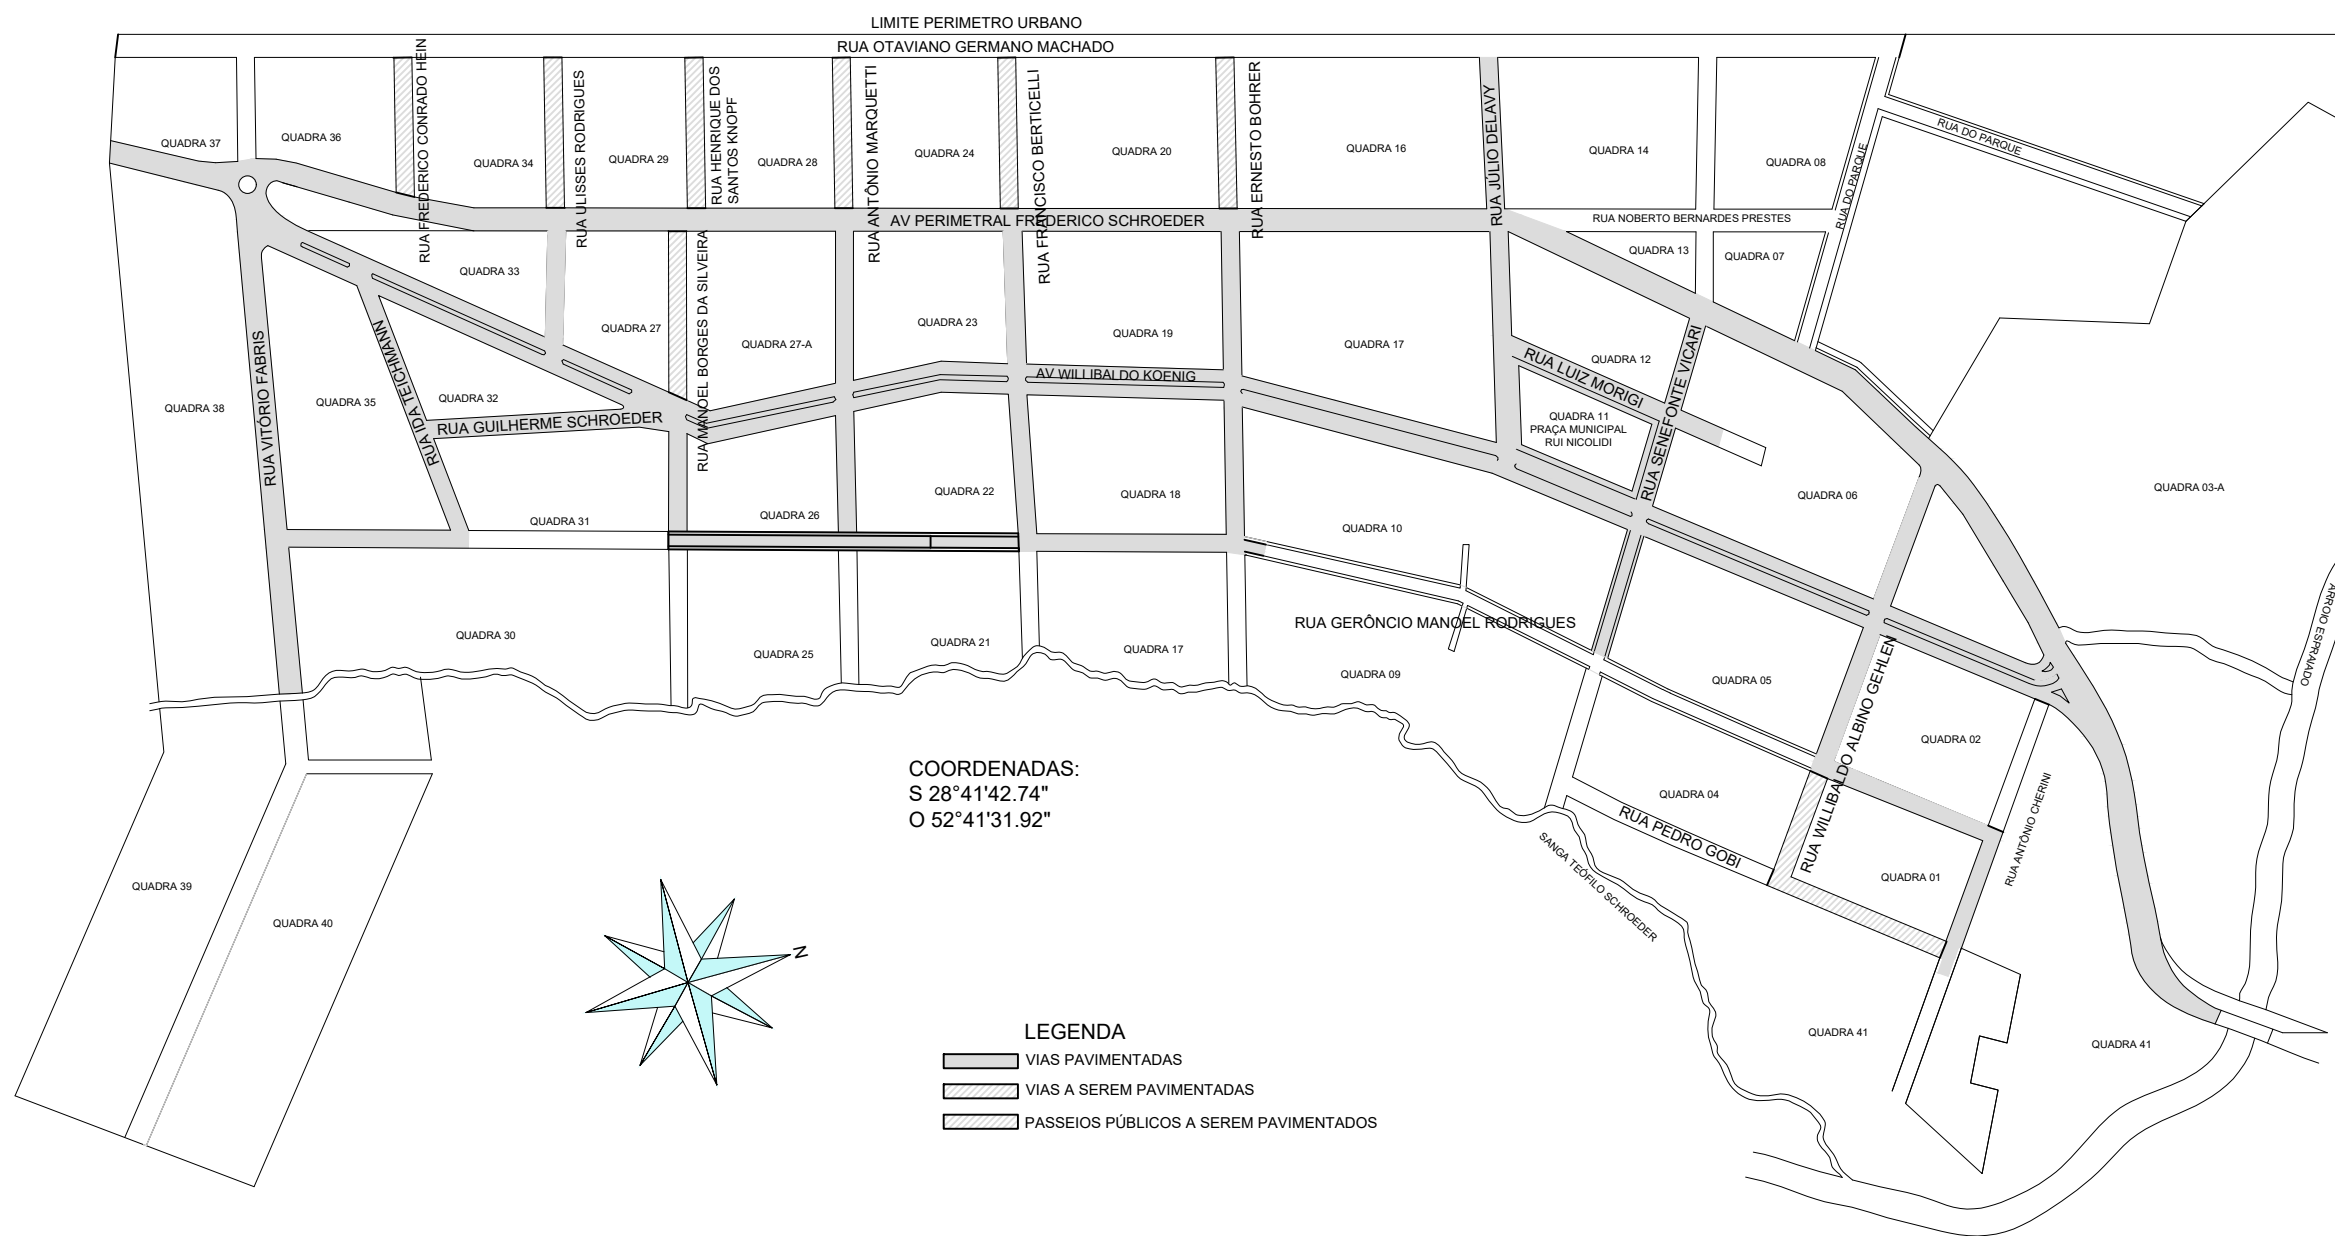 LIMITE PERIMETRO URBANO
RUA OTAVIANO GERMANO MACHADO
QUADRA 37
QUADRA 36
RUA FREDERICO CONRADO HEIN
QUADRA 34
RUA ULISSES RODRIGUES
QUADRA 29
RUA HENRIQUE DOS
SANTOS KNOPF
QUADRA 28
RUA ANTÔNIO MARQUETTI
QUADRA 24
RUA FRANCISCO BERTICELLI
QUADRA 20
RUA ERNESTO BOHRER
QUADRA 16
RUA JÚLIO DELAVY
QUADRA 14
QUADRA 08
RUA DO PARQUE
RUA DO PARQUE
AV PERIMETRAL FREDERICO SCHROEDER
RUA NOBERTO BERNARDES PRESTES
QUADRA 13
QUADRA 07
QUADRA 33
QUADRA 27
RUA MANOEL BORGES DA SILVEIRA
QUADRA 27-A
QUADRA 23
QUADRA 19
QUADRA 17
QUADRA 12
RUA LUIZ MORIGI
RUA SENEFONTE VICARI
AV WILLIBALDO KOENIG
QUADRA 38
RUA VITÓRIO FABRIS
QUADRA 35
RUA IDA TEICHMANN
QUADRA 32
RUA GUILHERME SCHROEDER
QUADRA 11
PRAÇA MUNICIPAL
RUI NICOLIDI
QUADRA 06
QUADRA 03-A
QUADRA 31
QUADRA 26
QUADRA 22
QUADRA 18
QUADRA 10
ARROIO ESPRAIADO
QUADRA 30
QUADRA 25
QUADRA 21
QUADRA 17
RUA GERÔNCIO MANOEL RODRIGUES
QUADRA 09
QUADRA 05
RUA WILLIBALDO ALBINO GEHLEN
QUADRA 02
RUA ANTÔNIO CHERINI
COORDENADAS:
S 28°41'42.74"
O 52°41'31.92"
QUADRA 04
RUA PEDRO GOBI
SANGA TEÓFILO SCHROEDER
QUADRA 01
QUADRA 39
QUADRA 40
N
QUADRA 41
QUADRA 41
LEGENDA
VIAS PAVIMENTADAS
VIAS A SEREM PAVIMENTADAS
PASSEIOS PÚBLICOS A SEREM PAVIMENTADOS